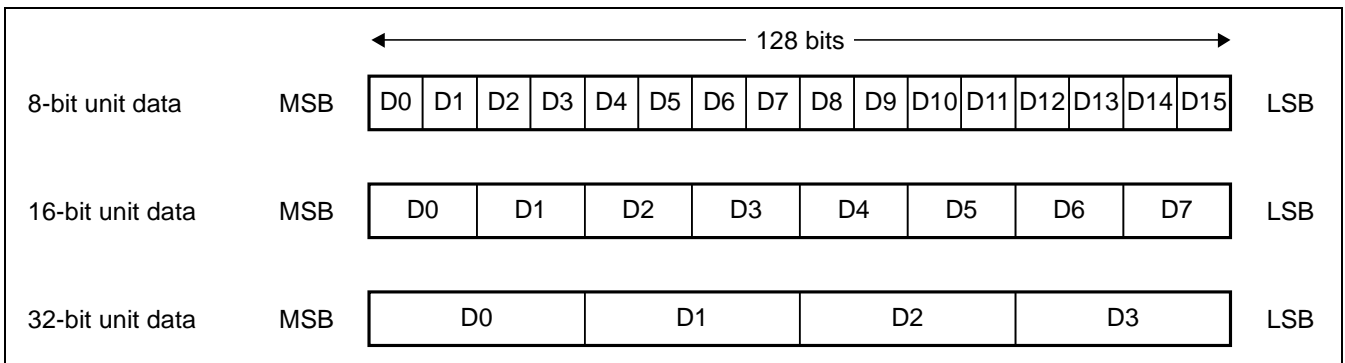 128 bits
8-bit unit data MSB D0 D1 D2 D3 D4 D5 D6 D7 D8 D9 D10 D11 D12 D13 D14 D15 LSB
16-bit unit data MSB D0 D1 D2 D3 D4 D5 D6 D7 LSB
32-bit unit data MSB D0 D1 D2 D3 LSB